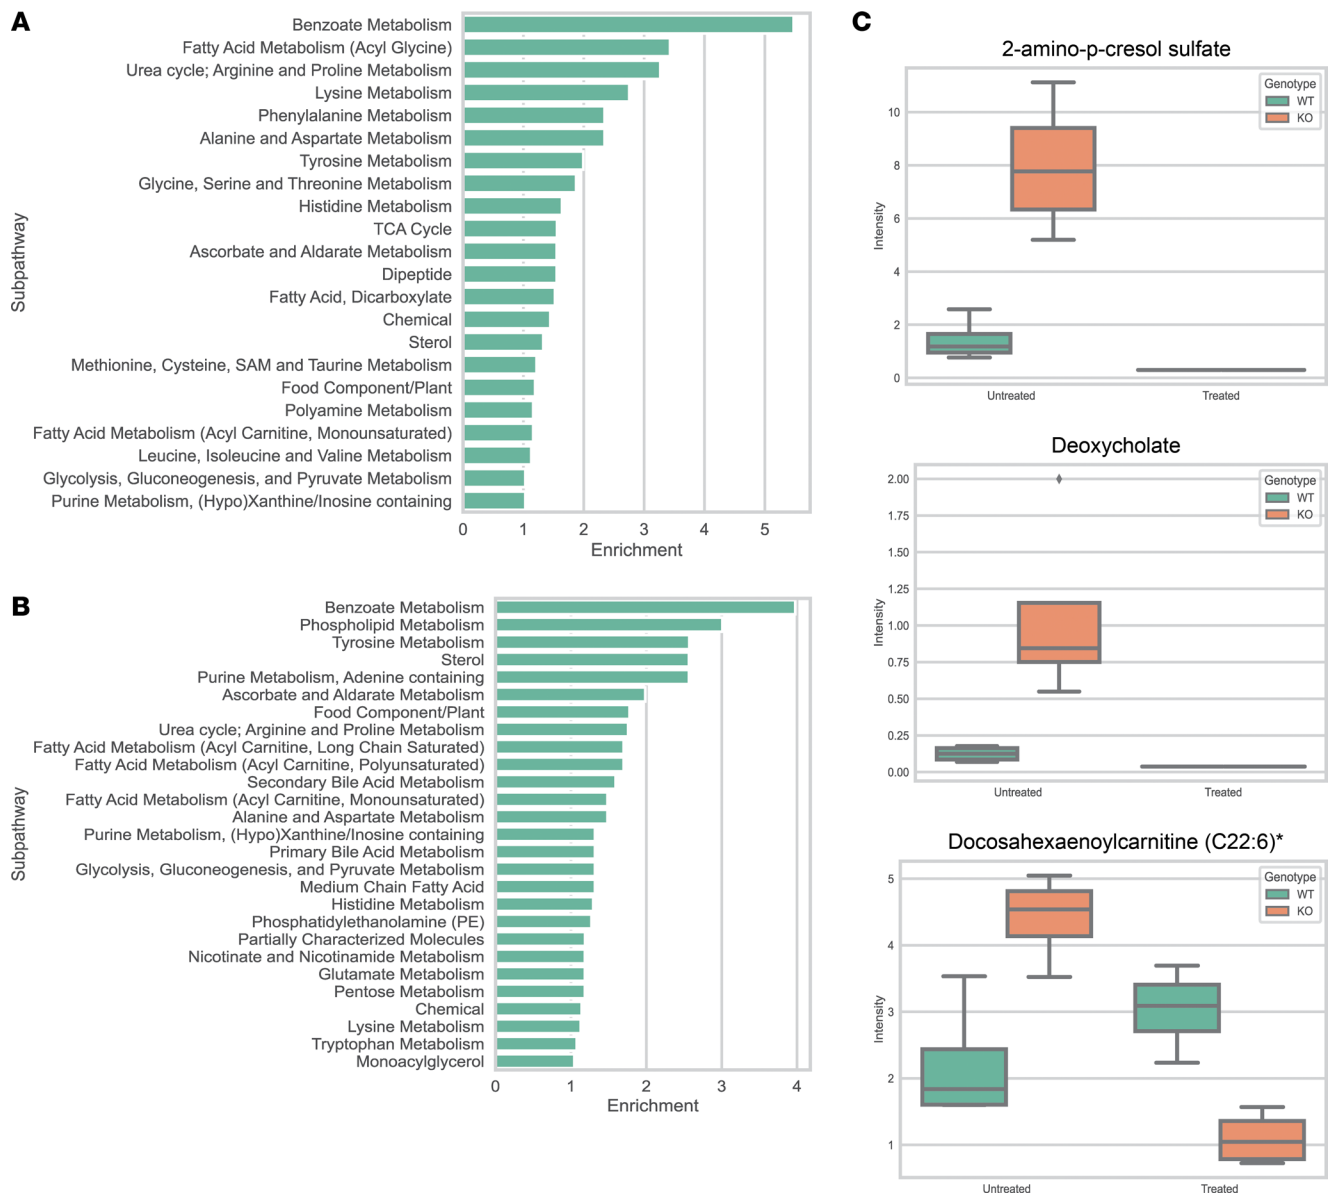 A
Benzoate Metabolism
Fatty Acid Metabolism (Acyl Glycine)
Urea cycle; Arginine and Proline Metabolism
Lysine Metabolism
Phenylalanine Metabolism
Alanine and Aspartate Metabolism
Tyrosine Metabolism
Glycine, Serine and Threonine Metabolism
Histidine Metabolism
TCA Cycle
Ascorbate and Aldarate Metabolism
Dipeptide
Fatty Acid, Dicarboxylate
Chemical
Sterol
Methionine, Cysteine, SAM and Taurine Metabolism
Food Component/Plant
Polyamine Metabolism
Fatty Acid Metabolism (Acyl Carnitine, Monounsaturated)
Leucine, Isoleucine and Valine Metabolism
Glycolysis, Gluconeogenesis, and Pyruvate Metabolism
Purine Metabolism, (Hypo)Xanthine/Inosine containing
Subpathway
0 1 2 3 4 5
Enrichment
B
Benzoate Metabolism
Phospholipid Metabolism
Tyrosine Metabolism
Sterol
Purine Metabolism, Adenine containing
Ascorbate and Aldarate Metabolism
Food Component/Plant
Urea cycle; Arginine and Proline Metabolism
Fatty Acid Metabolism (Acyl Carnitine, Long Chain Saturated)
Fatty Acid Metabolism (Acyl Carnitine, Polyunsaturated)
Secondary Bile Acid Metabolism
Fatty Acid Metabolism (Acyl Carnitine, Monounsaturated)
Alanine and Aspartate Metabolism
Purine Metabolism, (Hypo)Xanthine/Inosine containing
Primary Bile Acid Metabolism
Glycolysis, Gluconeogenesis, and Pyruvate Metabolism
Medium Chain Fatty Acid
Histidine Metabolism
Phosphatidylethanolamine (PE)
Partially Characterized Molecules
Nicotinate and Nicotinamide Metabolism
Glutamate Metabolism
Pentose Metabolism
Chemical
Lysine Metabolism
Tryptophan Metabolism
Monoacylglycerol
Subpathway
0 1 2 3 4
Enrichment
C
2-amino-p-cresol sulfate
Genotype
WT
KO
10
8
6
4
2
0
Intensity
Untreated Treated
Deoxycholate
Genotype
WT
KO
2.00
1.75
1.50
1.25
1.00
0.75
0.50
0.25
0.00
Intensity
Untreated Treated
Docosahexaenoylcarnitine (C22:6)*
Genotype
WT
KO
5
4
3
2
1
Intensity
Untreated Treated